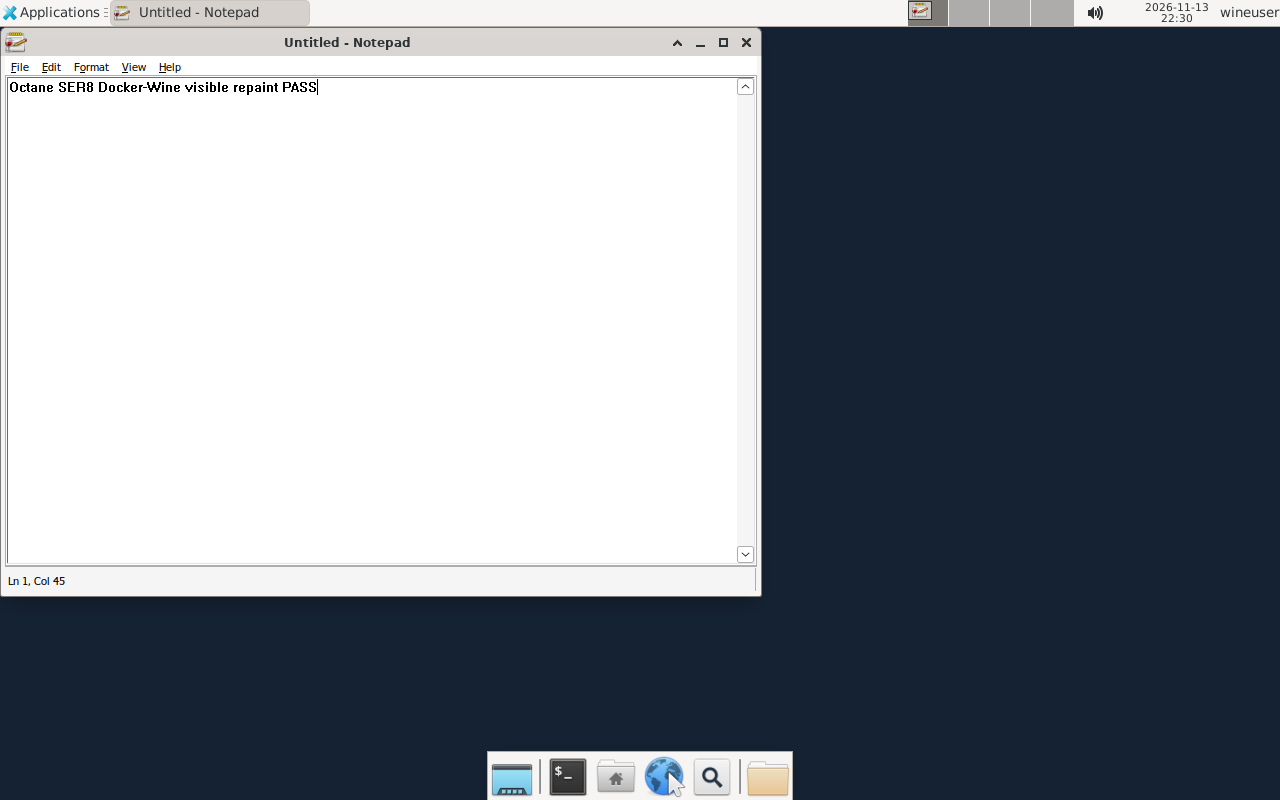 Applications
Untitled - Notepad
2026-11-13
22:30
wineuser
Untitled - Notepad
File Edit Format View Help
Octane SER8 Docker-Wine visible repaint PASS
Ln 1, Col 45
$_